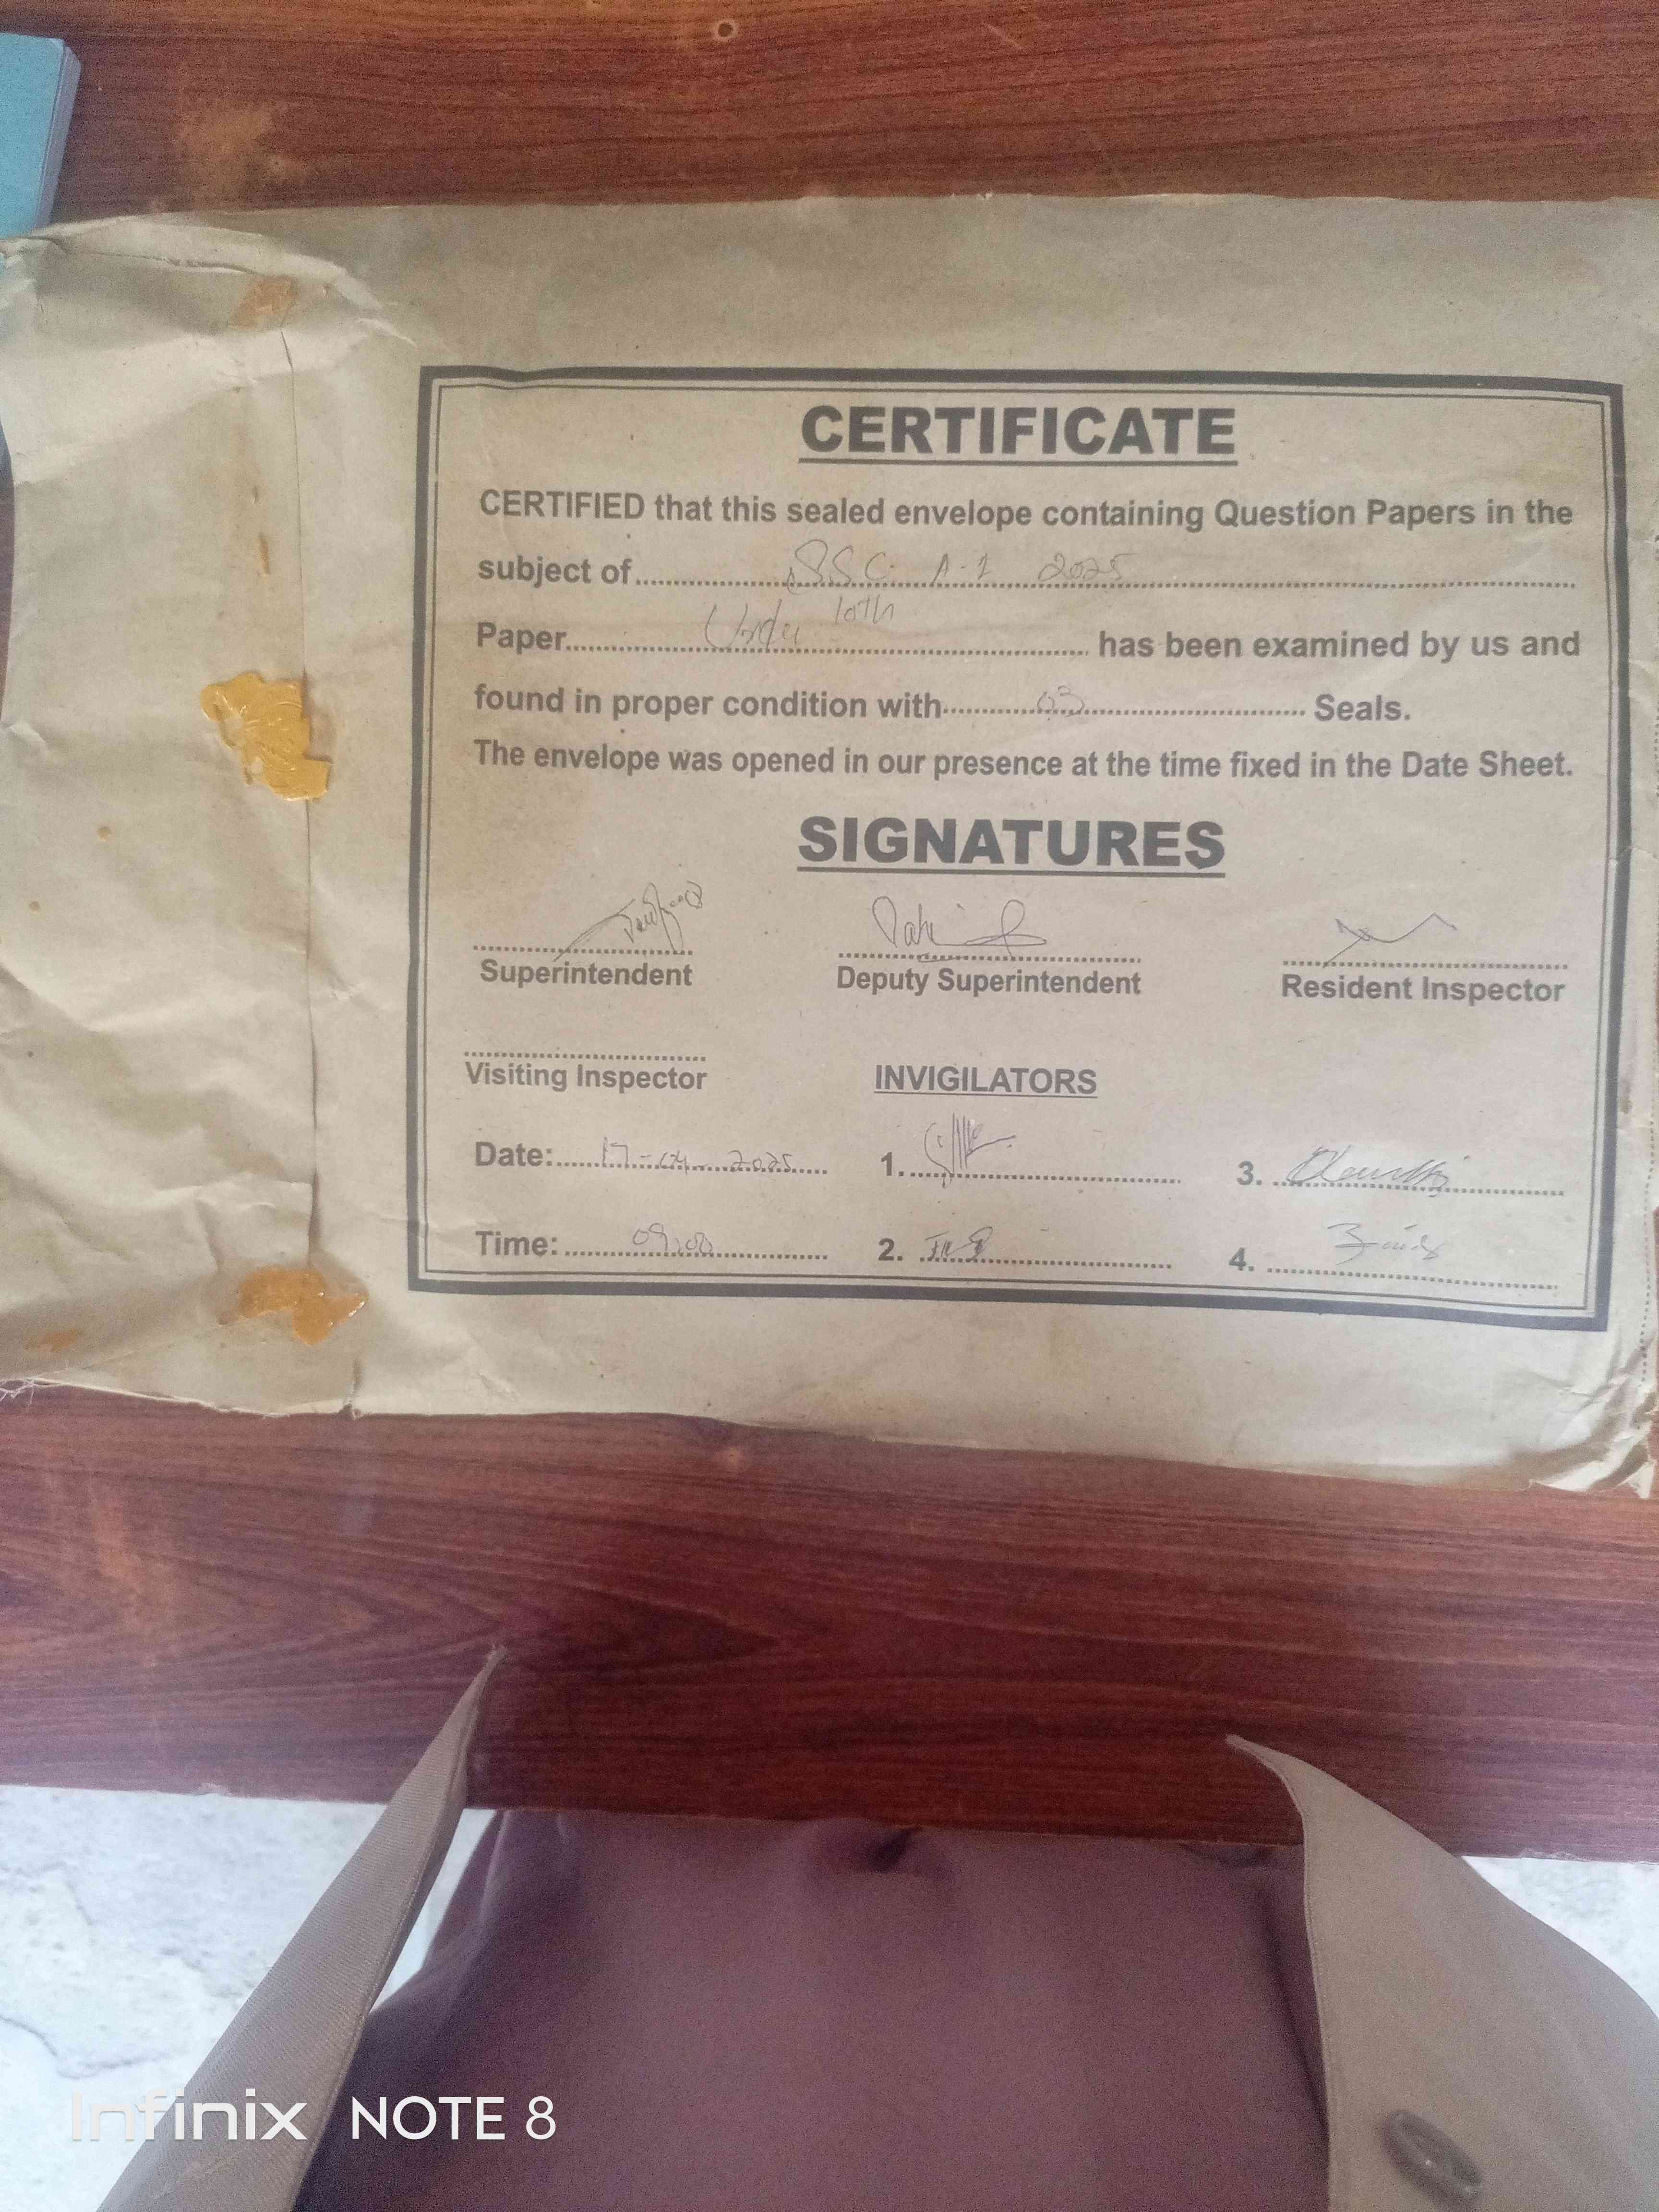 CERTIFICATE
CERTIFIED that this sealed envelope containing Question Papers in the
subject of SSC A-1 2025
Paper Urdu 10th has been examined by us and
found in proper condition with 03 Seals.
The envelope was opened in our presence at the time fixed in the Date Sheet.
SIGNATURES
Superintendent Deputy Superintendent Resident Inspector
Visiting Inspector INVIGILATORS
Date: 17-04-2025 1. 3.
Time: 09:00 2. 4.
Infinix NOTE 8